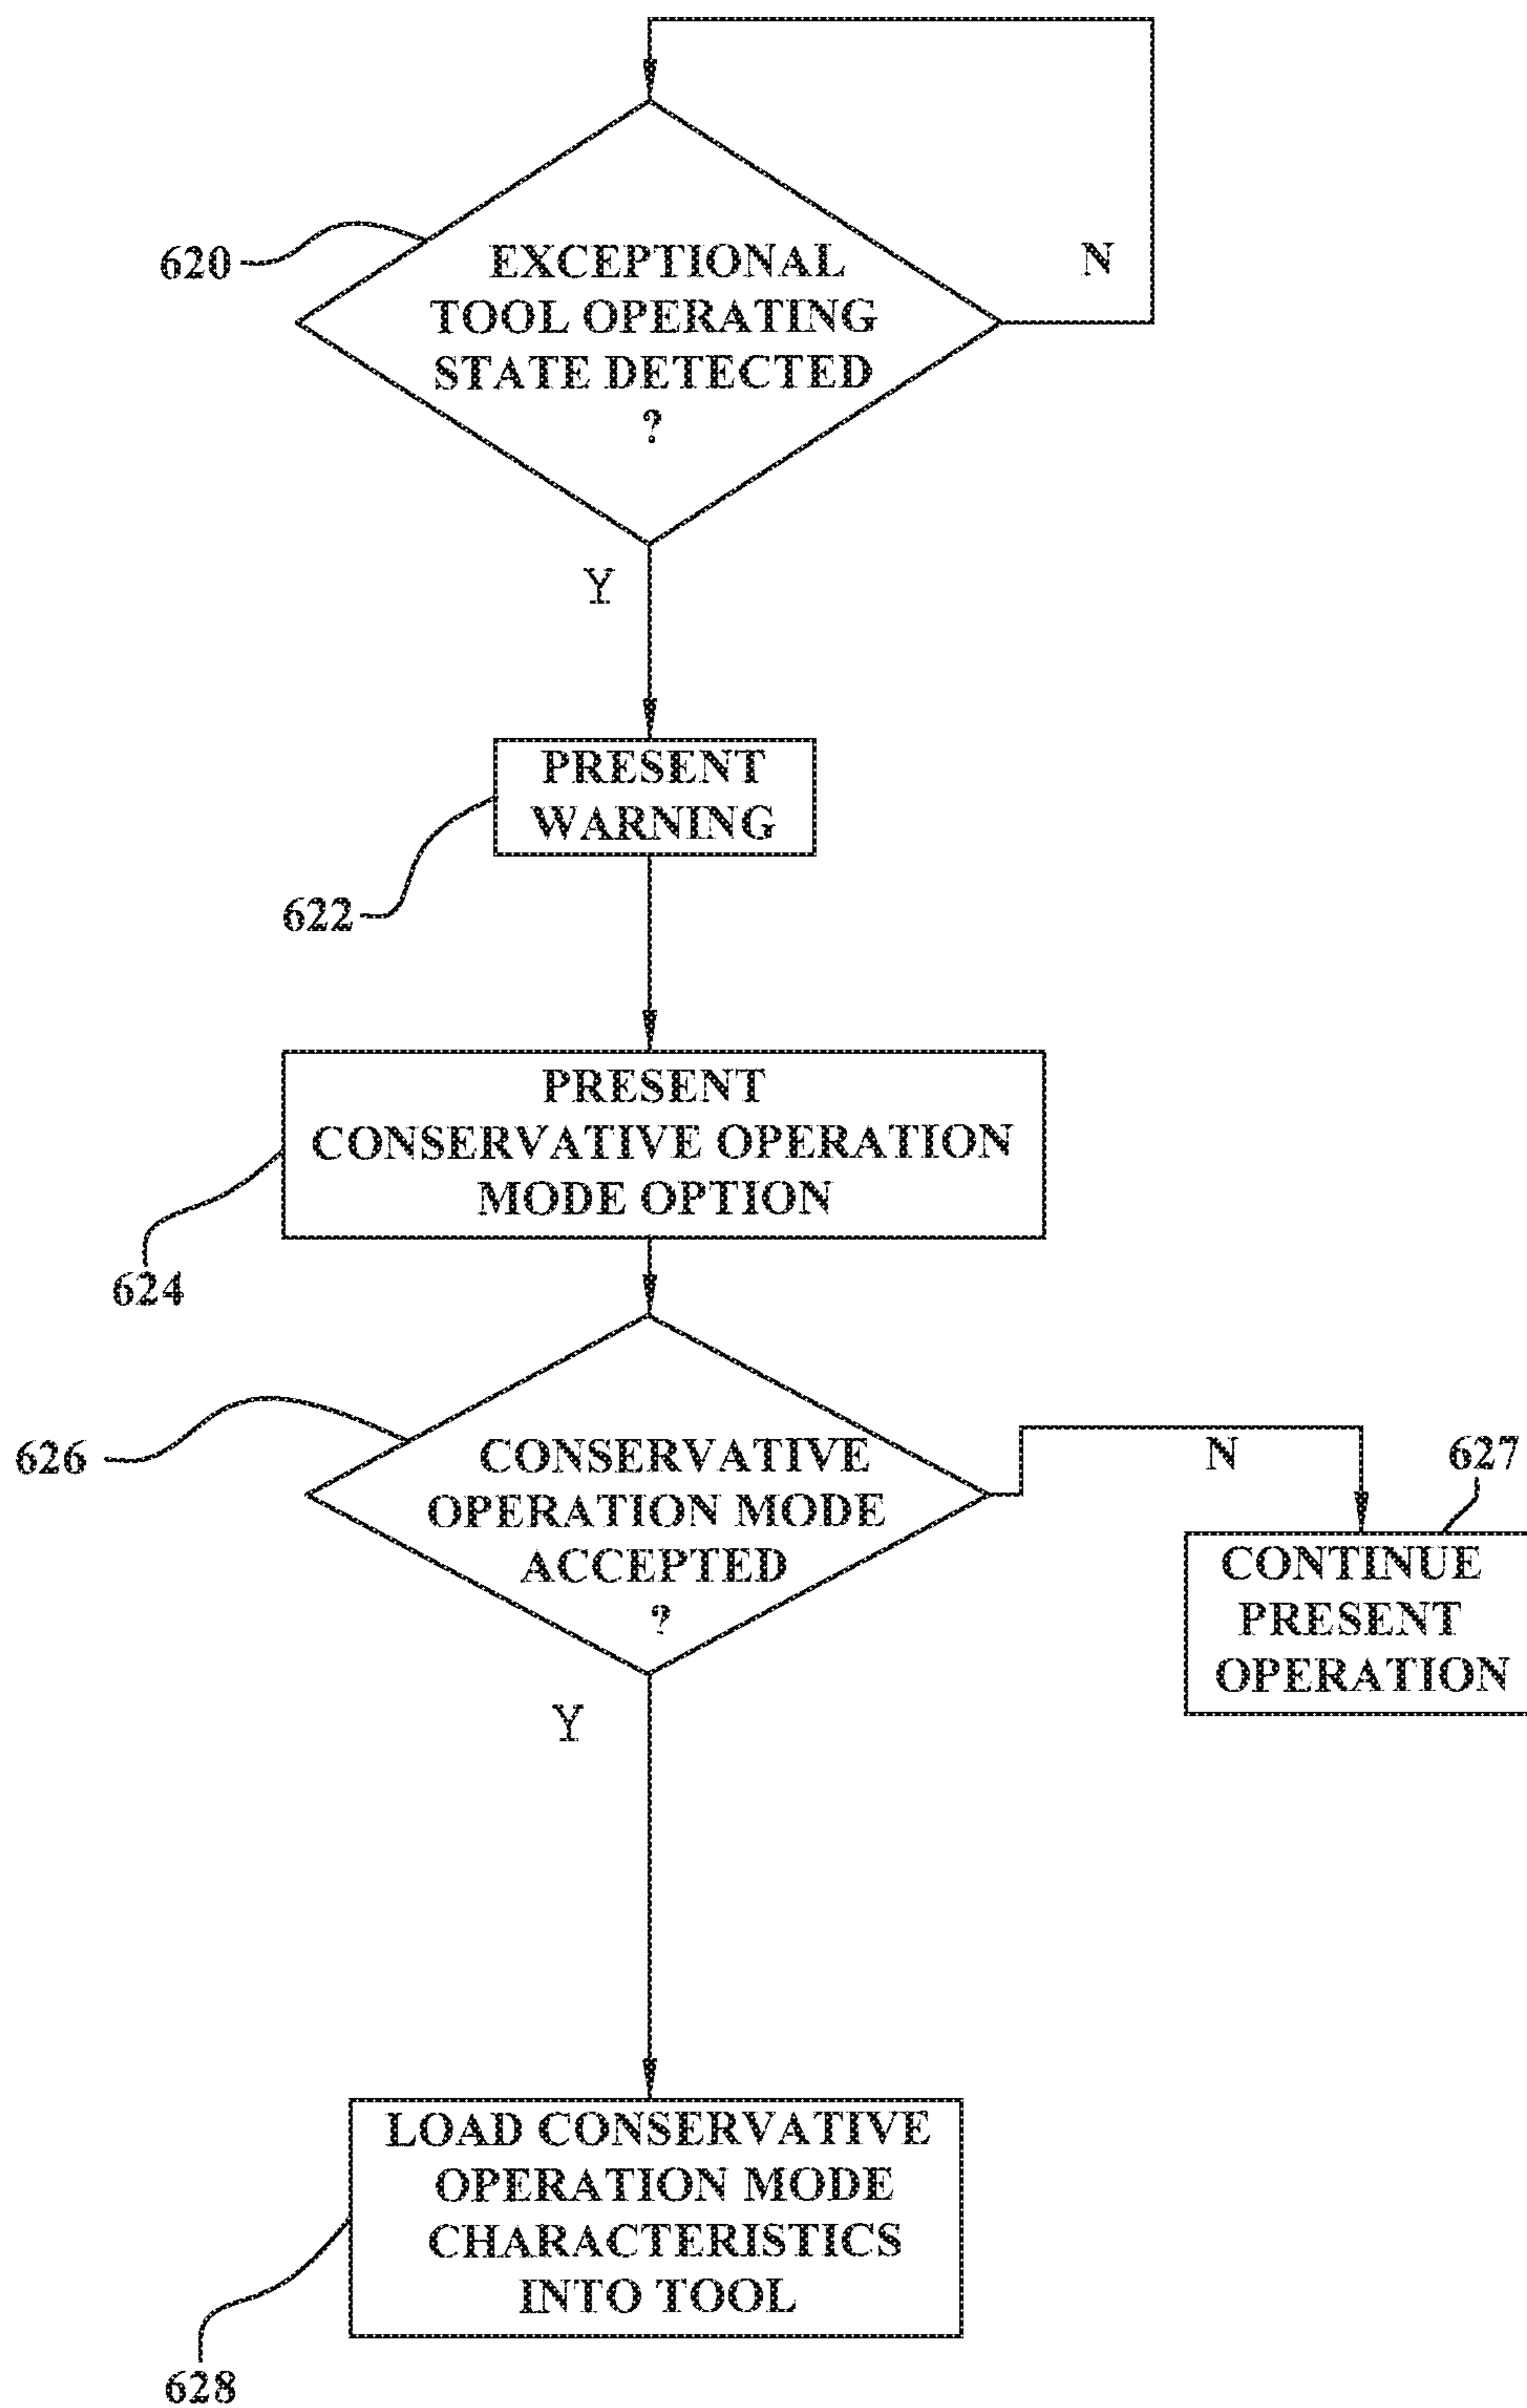 620
EXCEPTIONAL
TOOL OPERATING
STATE DETECTED
?
N
Y
PRESENT
WARNING
622
PRESENT
CONSERVATIVE OPERATION
MODE OPTION
624
626
CONSERVATIVE
OPERATION MODE
ACCEPTED
?
N
627
CONTINUE
PRESENT
OPERATION
Y
LOAD CONSERVATIVE
OPERATION MODE
CHARACTERISTICS
INTO TOOL
628